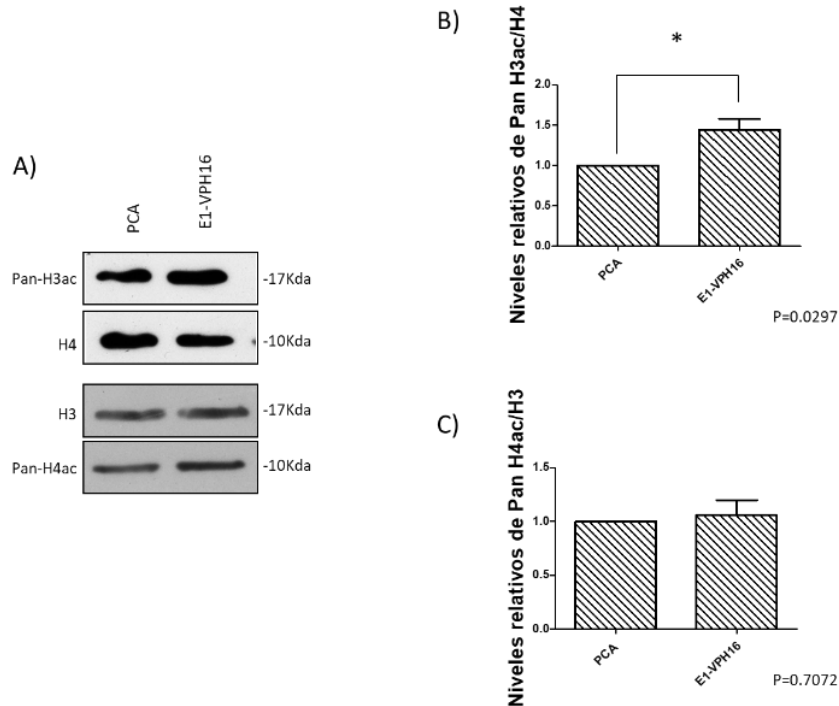 A)
PCA
E1-VPH16
Pan-H3ac
-17Kda
H4
-10Kda
H3
-17Kda
Pan-H4ac
-10Kda
B)
Niveles relativos de Pan H3ac/H4
*
2.0
1.5
1.0
0.5
0.0
PCA
E1-VPH16
P=0.0297
C)
Niveles relativos de Pan H4ac/H3
1.5
1.0
0.5
0.0
PCA
E1-VPH16
P=0.7072